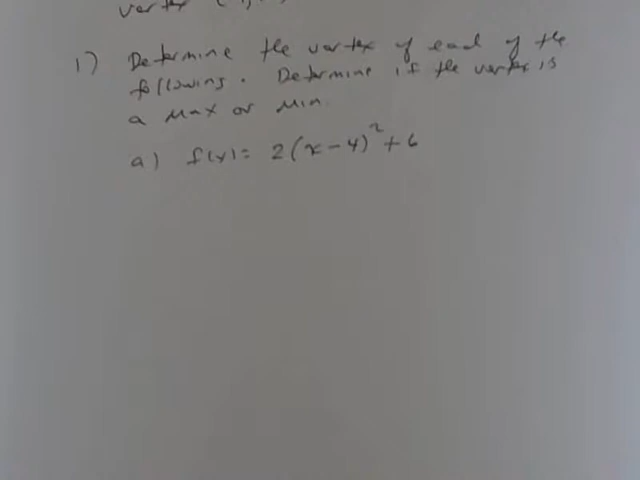 vertex
1) Determine the vertex of each of the
following. Determine if the vertex is
a Max or Min.
a) f(x) = 2(x-4)² + 6